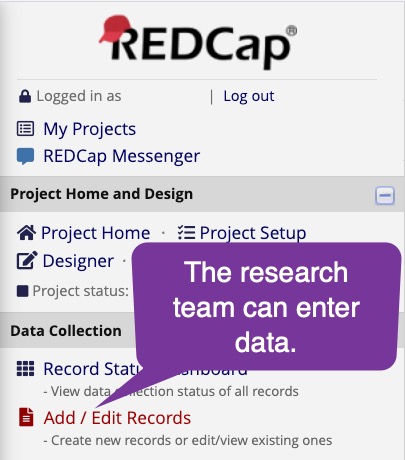 REDCap®
Logged in as | Log out
My Projects
REDCap Messenger
Project Home and Design
Project Home · Project Setup
Designer ·
Project status:
The research
team can enter
data.
Data Collection
Record Status Dashboard
- View data collection status of all records
Add / Edit Records
- Create new records or edit/view existing ones